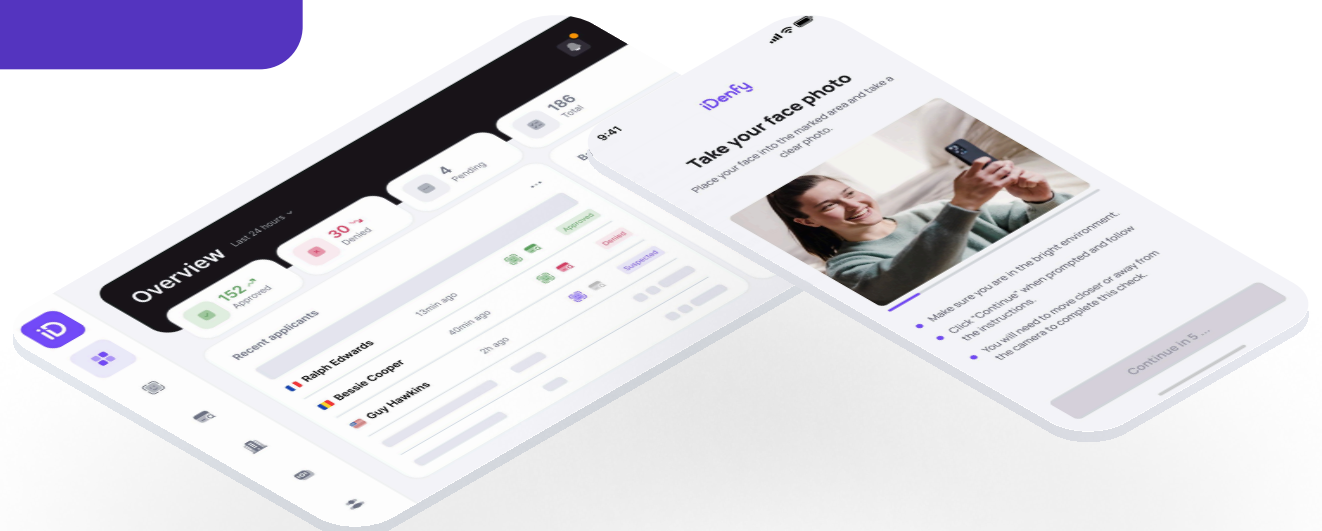 iD
Overview
Last 24 hours
152
Approved
30
Denied
4
Pending
186
Total
Recent applicants
Ralph Edwards
13min ago
Approved
Bessie Cooper
40min ago
Denied
Guy Hawkins
2h ago
Suspected
9:41
iDenfy
Take your face photo
Place your face into the marked area and take a
clear photo.
Make sure you are in the bright environment.
Click "Continue" when prompted and follow
the instructions.
You will need to move closer or away from
the camera to complete this check.
Continue in 5 ...